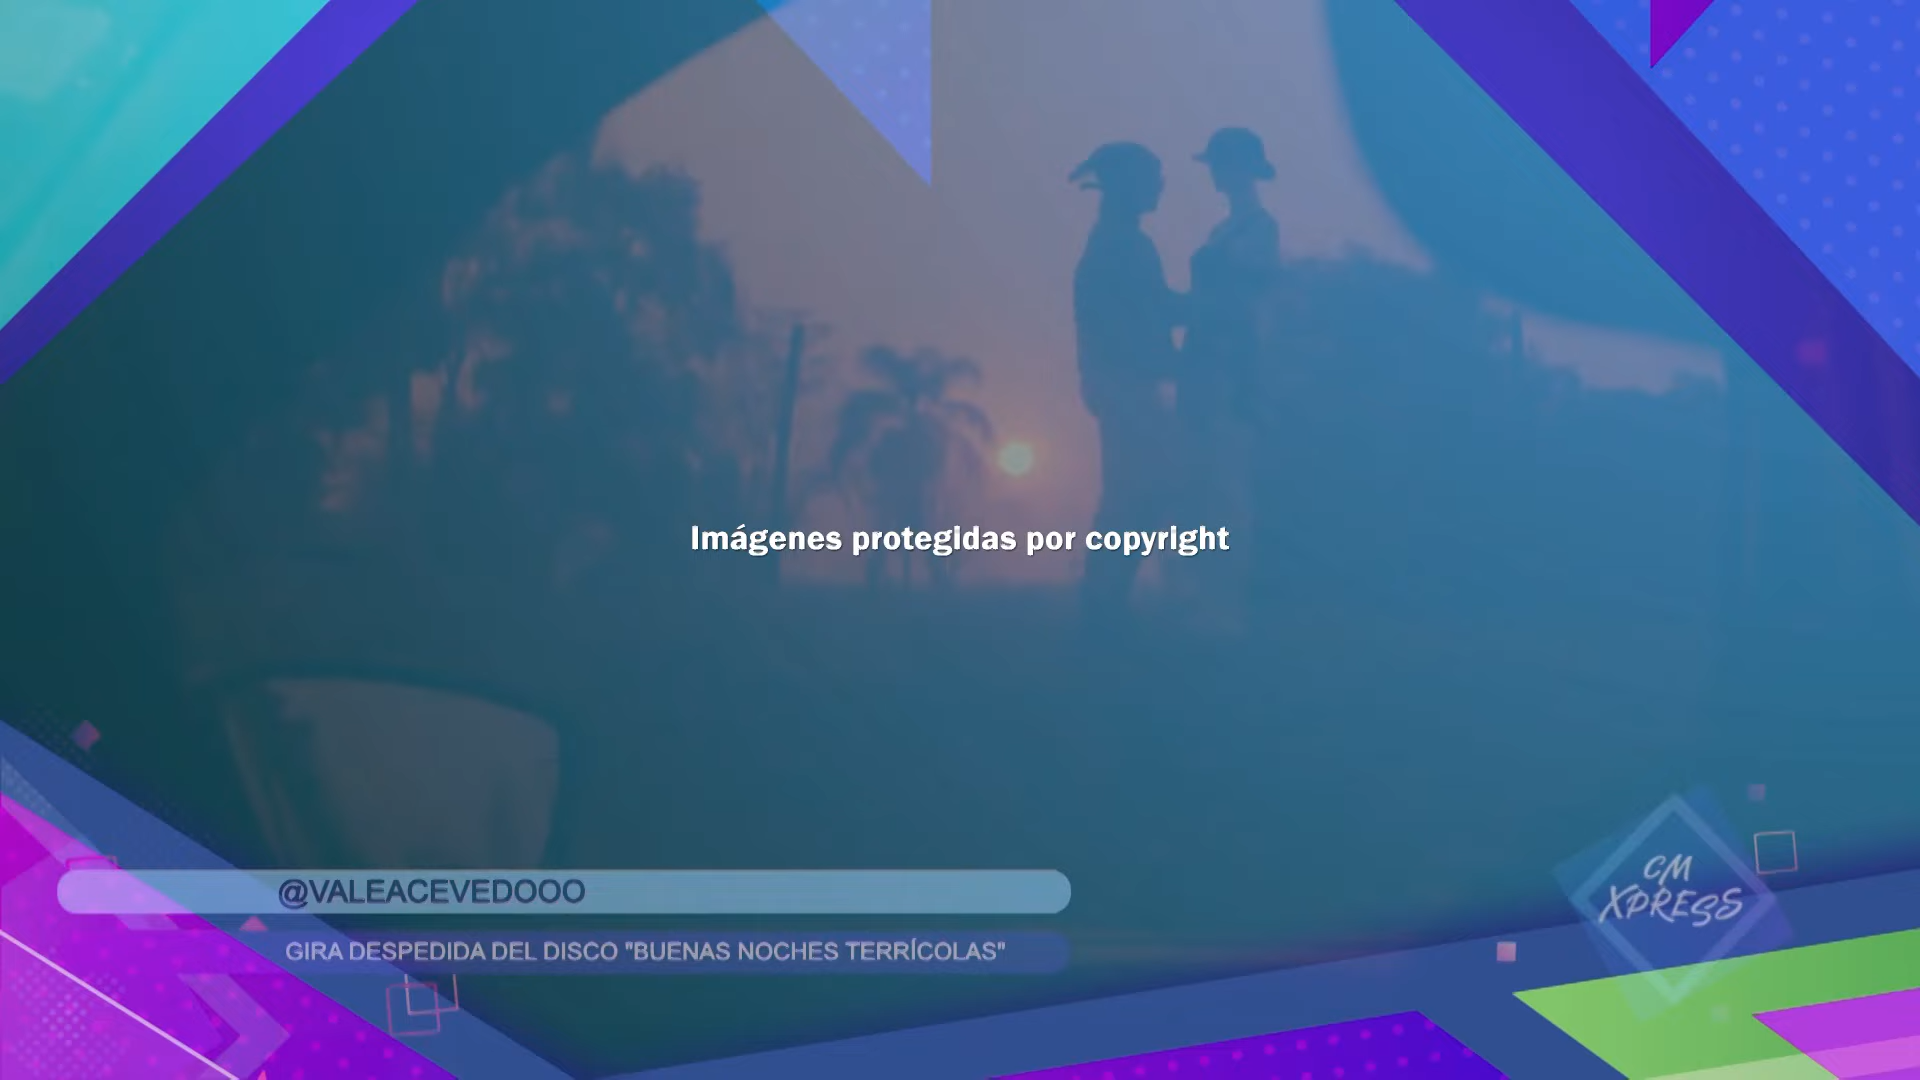 Imágenes protegidas por copyright
@VALEACEVEDOOO
GIRA DESPEDIDA DEL DISCO "BUENAS NOCHES TERRÍCOLAS"
CM
XPRESS